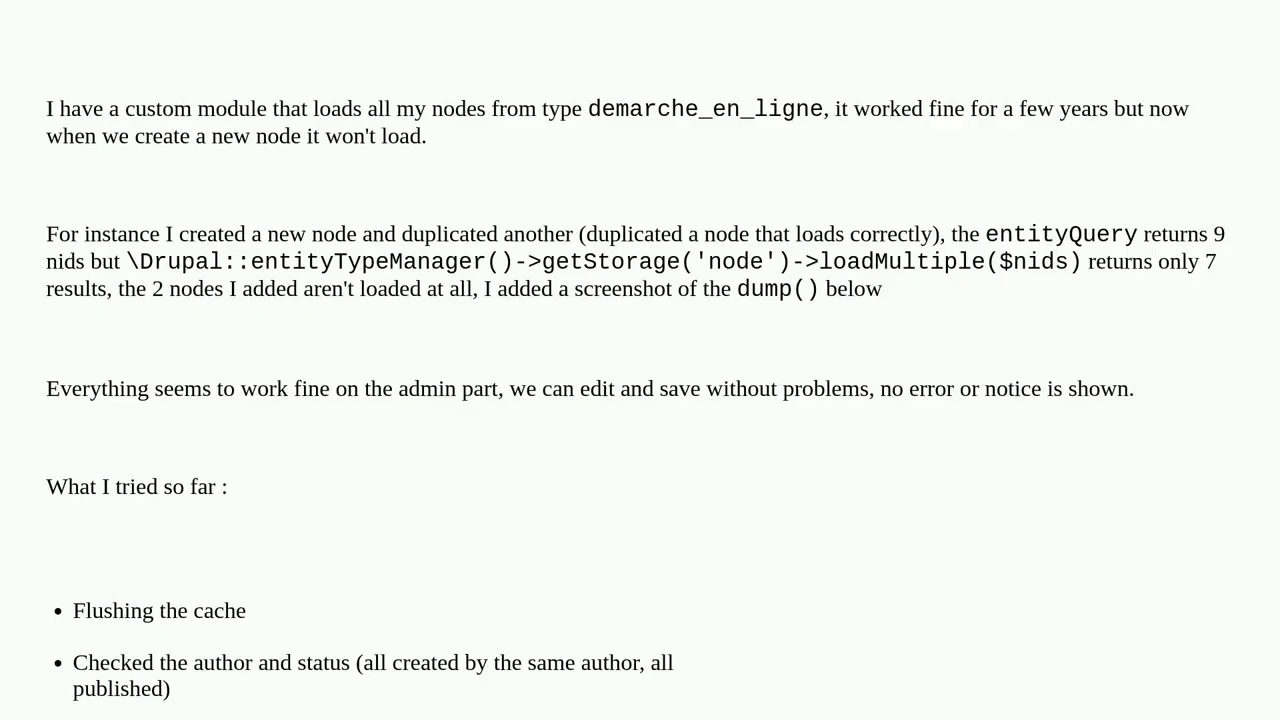 I have a custom module that loads all my nodes from type demarche_en_ligne, it worked fine for a few years but now
when we create a new node it won't load.
For instance I created a new node and duplicated another (duplicated a node that loads correctly), the entityQuery returns 9
nids but \Drupal::entityTypeManager()->getStorage('node')->loadMultiple($nids) returns only 7
results, the 2 nodes I added aren't loaded at all, I added a screenshot of the dump() below
Everything seems to work fine on the admin part, we can edit and save without problems, no error or notice is shown.
What I tried so far :
• Flushing the cache
• Checked the author and status (all created by the same author, all
published)